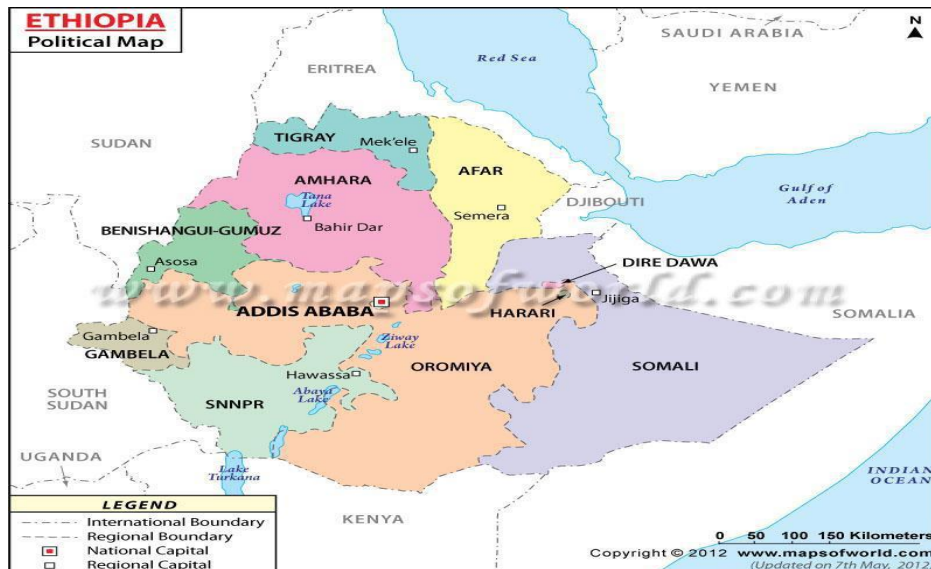 ETHIOPIA
Political Map
N
SAUDI ARABIA
Red Sea
ERITREA
YEMEN
SUDAN
TIGRAY
Mek'ele
AFAR
AMHARA
Tana
Lake
Gulf of
Aden
DJIBOUTI
Semera
Bahir Dar
BENISHANGUI-GUMUZ
Asosa
DIRE DAWA
www.mapsofworld.com
Jijiga
ADDIS ABABA
HARARI
SOMALIA
Gambela
GAMBELA
Ziway
Lake
OROMIYA
SOMALI
Hawassa
Abaya
Lake
SNNPR
SOUTH
SUDAN
UGANDA
Lake
Turkana
INDIAN
OCEAN
KENYA
LEGEND
International Boundary
Regional Boundary
National Capital
Regional Capital
0 50 100 150 Kilometers
Copyright © 2012 www.mapsofworld.com
(Updated on 7th May, 2012)